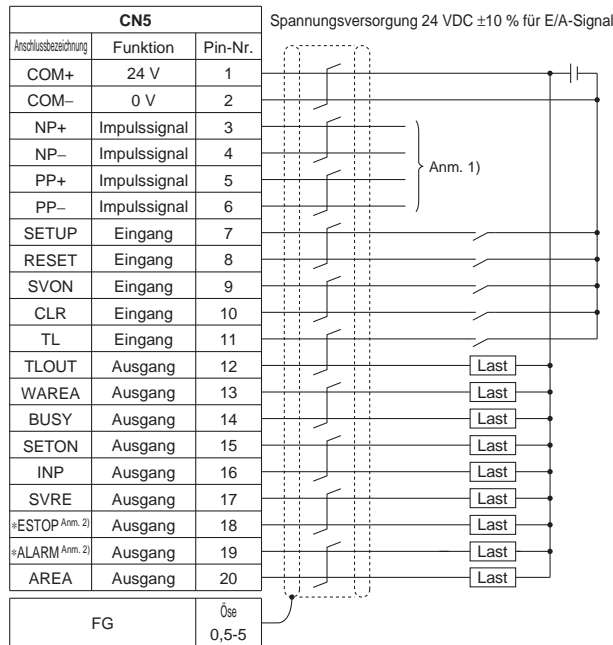 CN5
Spannungsversorgung 24 VDC ±10 % für E/A-Signal
Anschlussbezeichnung Funktion Pin-Nr.
COM+ 24 V 1
COM– 0 V 2
NP+ Impulssignal 3
NP– Impulssignal 4
Anm. 1)
PP+ Impulssignal 5
PP– Impulssignal 6
SETUP Eingang 7
RESET Eingang 8
SVON Eingang 9
CLR Eingang 10
TL Eingang 11
TLOUT Ausgang 12 Last
WAREA Ausgang 13 Last
BUSY Ausgang 14 Last
SETON Ausgang 15 Last
INP Ausgang 16 Last
SVRE Ausgang 17 Last
*ESTOP Anm. 2) Ausgang 18 Last
*ALARM Anm. 2) Ausgang 19 Last
AREA Ausgang 20 Last
FG Öse
0,5-5